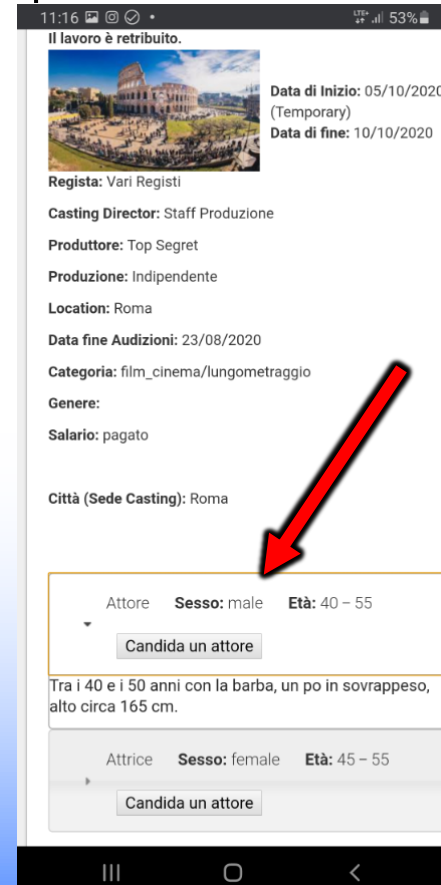 11:16 LTE+ 53%
Il lavoro è retribuito.
Data di Inizio: 05/10/2020
(Temporary)
Data di fine: 10/10/2020
Regista: Vari Registi
Casting Director: Staff Produzione
Produttore: Top Segret
Produzione: Indipendente
Location: Roma
Data fine Audizioni: 23/08/2020
Categoria: film_cinema/lungometraggio
Genere:
Salario: pagato
Città (Sede Casting): Roma
Attore Sesso: male Età: 40 – 55
Candida un attore
Tra i 40 e i 50 anni con la barba, un po in sovrappeso,
alto circa 165 cm.
Attrice Sesso: female Età: 45 – 55
Candida un attore